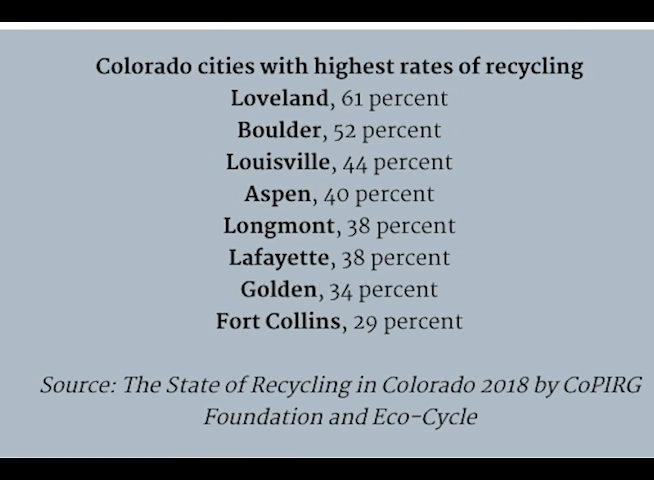 Colorado cities with highest rates of recycling
Loveland, 61 percent
Boulder, 52 percent
Louisville, 44 percent
Aspen, 40 percent
Longmont, 38 percent
Lafayette, 38 percent
Golden, 34 percent
Fort Collins, 29 percent
Source: The State of Recycling in Colorado 2018 by CoPIRG
Foundation and Eco-Cycle